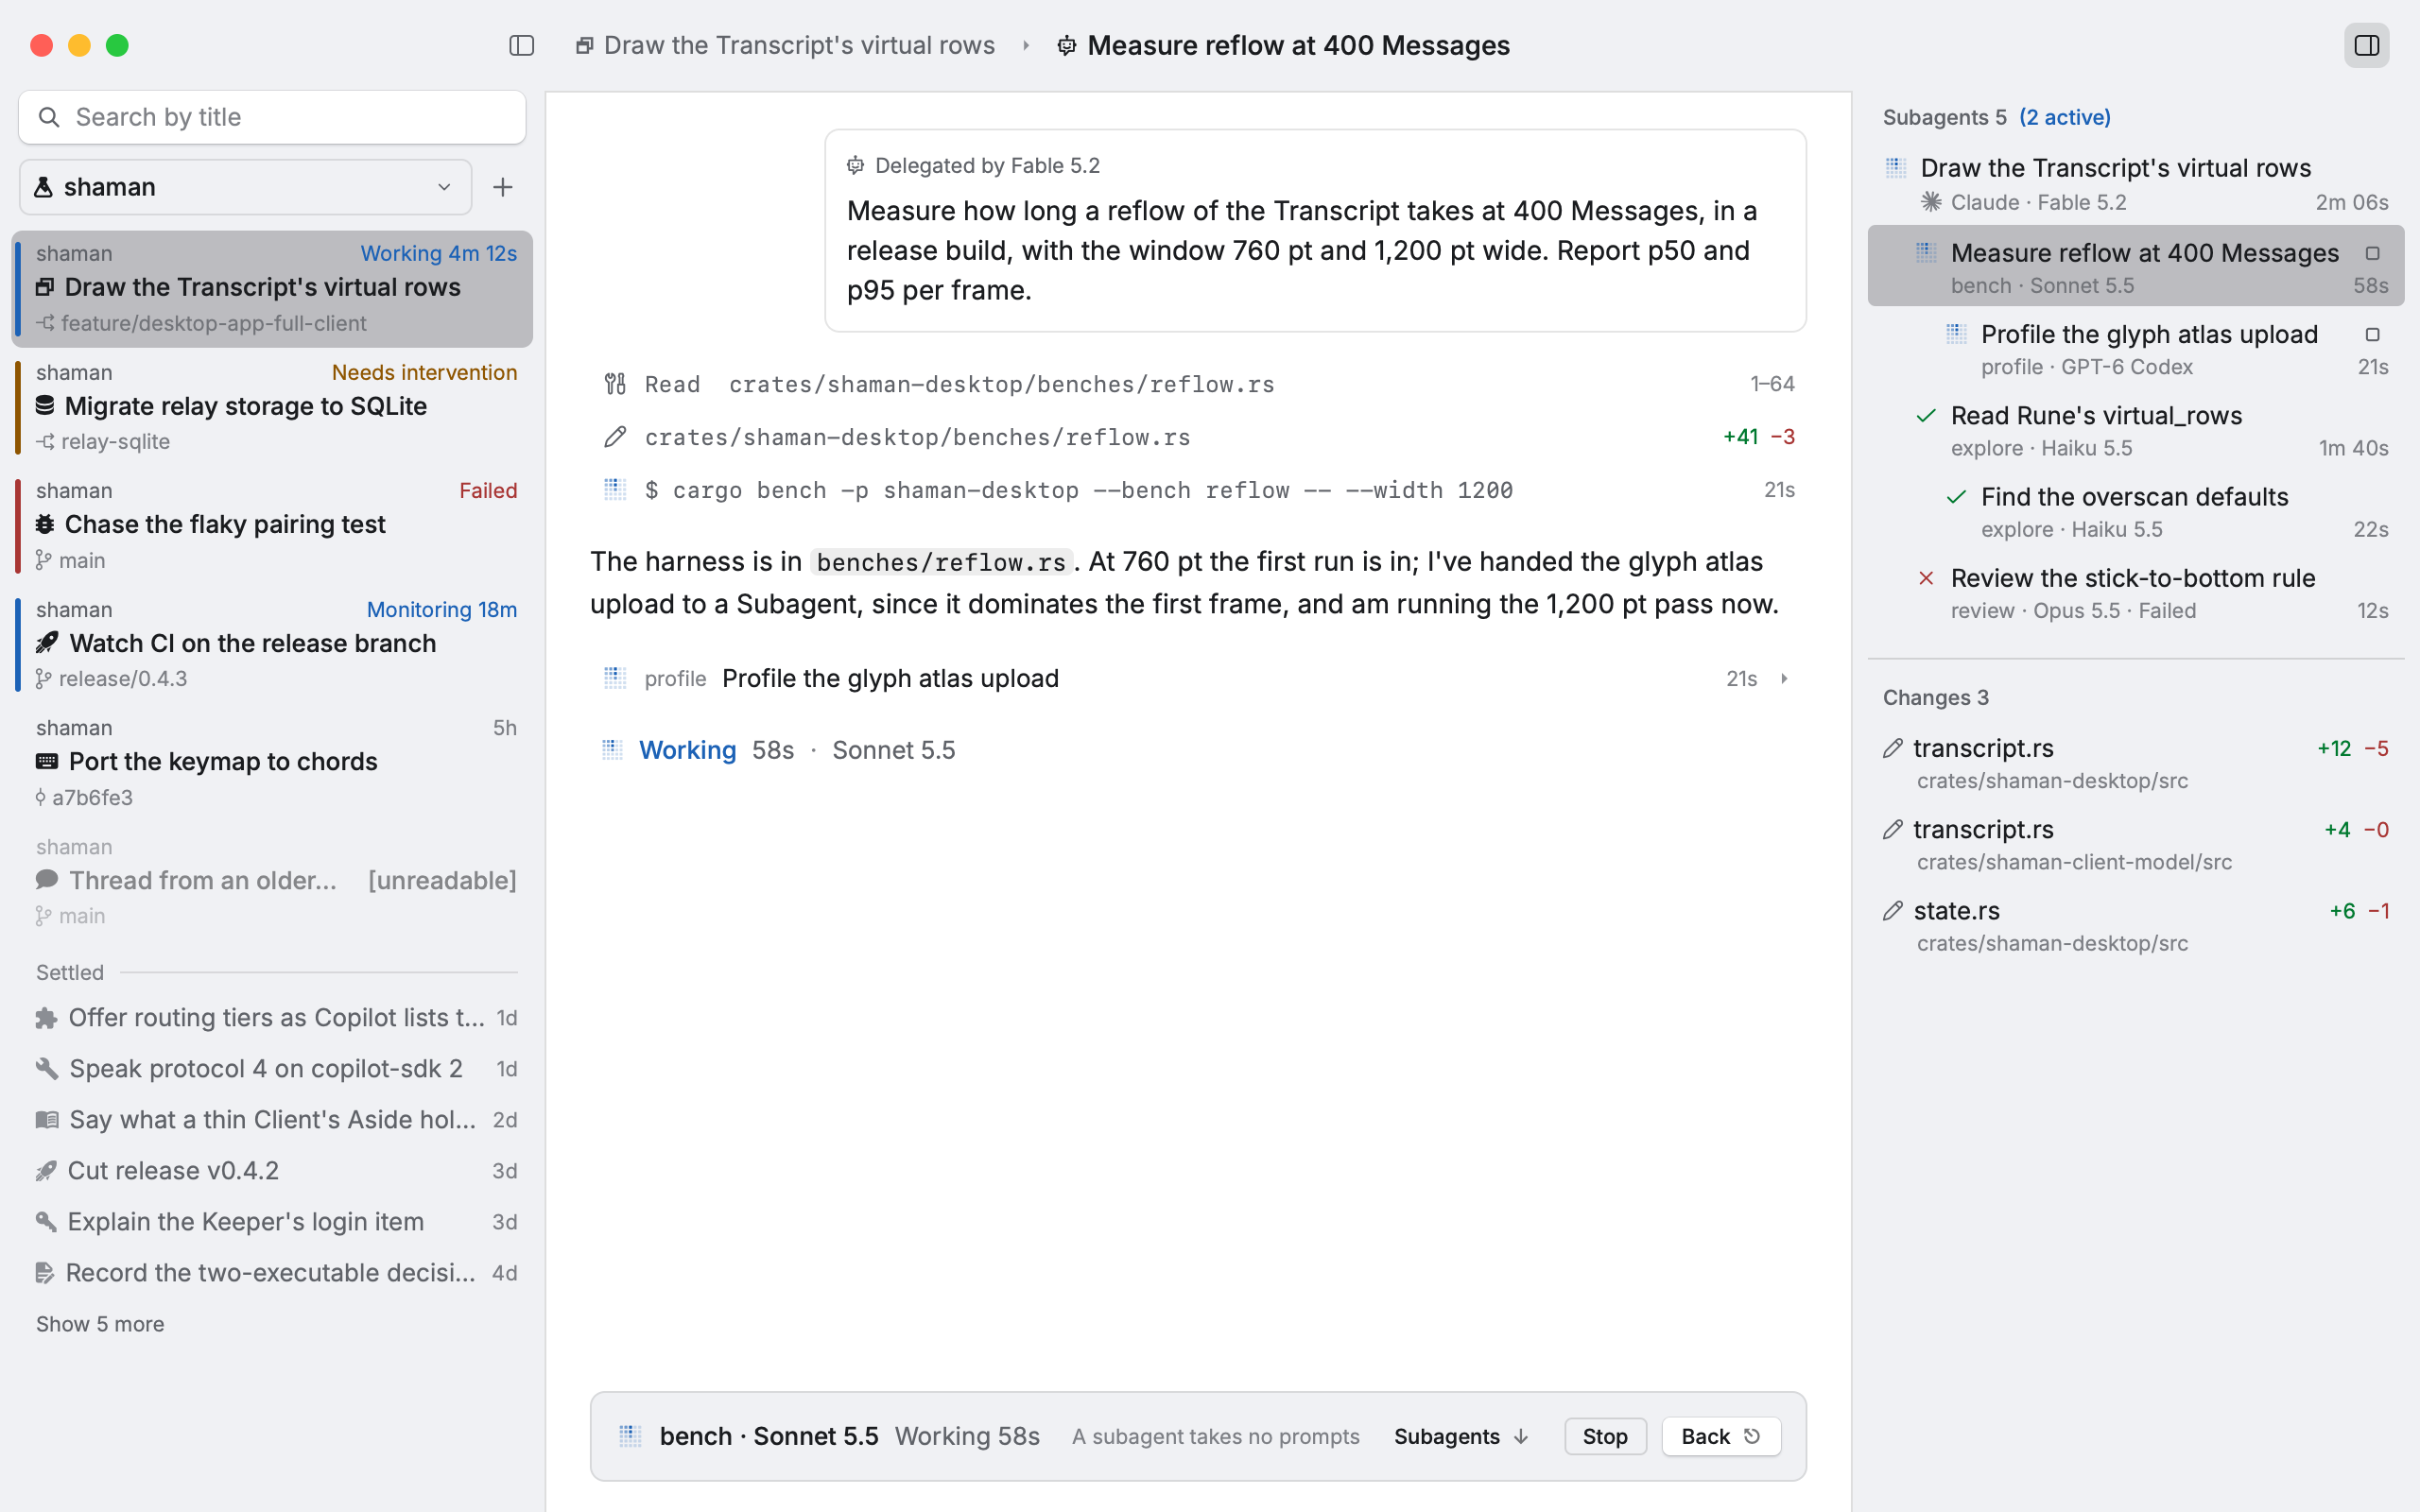 Draw the Transcript's virtual rows
Measure reflow at 400 Messages
Search by title
shaman
shaman Working 4m 12s
Draw the Transcript's virtual rows
feature/desktop-app-full-client
shaman Needs intervention
Migrate relay storage to SQLite
relay-sqlite
shaman Failed
Chase the flaky pairing test
main
shaman Monitoring 18m
Watch CI on the release branch
release/0.4.3
shaman 5h
Port the keymap to chords
a7b6fe3
shaman
Thread from an older... [unreadable]
main
Settled
Offer routing tiers as Copilot lists t... 1d
Speak protocol 4 on copilot-sdk 2 1d
Say what a thin Client's Aside hol... 2d
Cut release v0.4.2 3d
Explain the Keeper's login item 3d
Record the two-executable decisi... 4d
Show 5 more
Delegated by Fable 5.2
Measure how long a reflow of the Transcript takes at 400 Messages, in a
release build, with the window 760 pt and 1,200 pt wide. Report p50 and
p95 per frame.
Read crates/shaman-desktop/benches/reflow.rs 1–64
crates/shaman-desktop/benches/reflow.rs +41 −3
$ cargo bench -p shaman-desktop --bench reflow -- --width 1200 21s
The harness is in benches/reflow.rs. At 760 pt the first run is in; I've handed the glyph atlas
upload to a Subagent, since it dominates the first frame, and am running the 1,200 pt pass now.
profile Profile the glyph atlas upload 21s
Working 58s · Sonnet 5.5
bench · Sonnet 5.5 Working 58s A subagent takes no prompts Subagents ↓ Stop Back
Subagents 5 (2 active)
Draw the Transcript's virtual rows
Claude · Fable 5.2 2m 06s
Measure reflow at 400 Messages
bench · Sonnet 5.5 58s
Profile the glyph atlas upload
profile · GPT-6 Codex 21s
Read Rune's virtual_rows
explore · Haiku 5.5 1m 40s
Find the overscan defaults
explore · Haiku 5.5 22s
Review the stick-to-bottom rule
review · Opus 5.5 · Failed 12s
Changes 3
transcript.rs +12 −5
crates/shaman-desktop/src
transcript.rs +4 −0
crates/shaman-client-model/src
state.rs +6 −1
crates/shaman-desktop/src